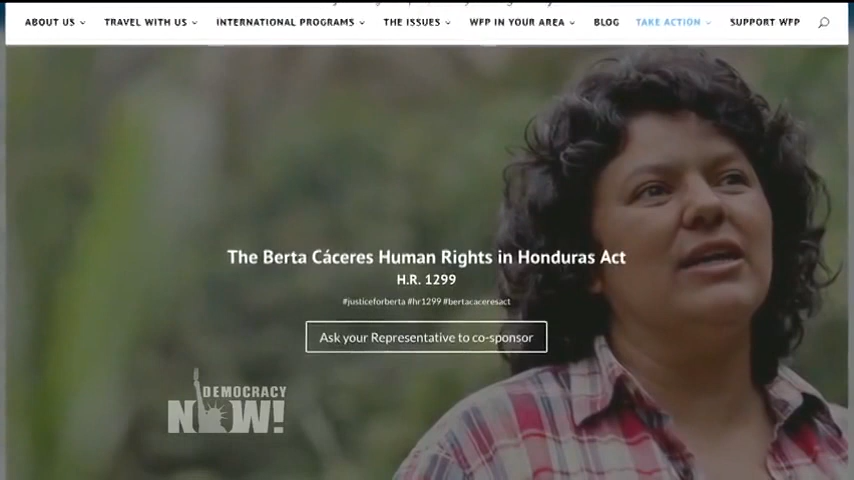 ABOUT US TRAVEL WITH US INTERNATIONAL PROGRAMS THE ISSUES WFP IN YOUR AREA BLOG TAKE ACTION SUPPORT WFP
The Berta Cáceres Human Rights in Honduras Act
H.R. 1299
#justiceforberta #hr1299 #bertacaceresact
Ask your Representative to co-sponsor
DEMOCRACY
NOW!